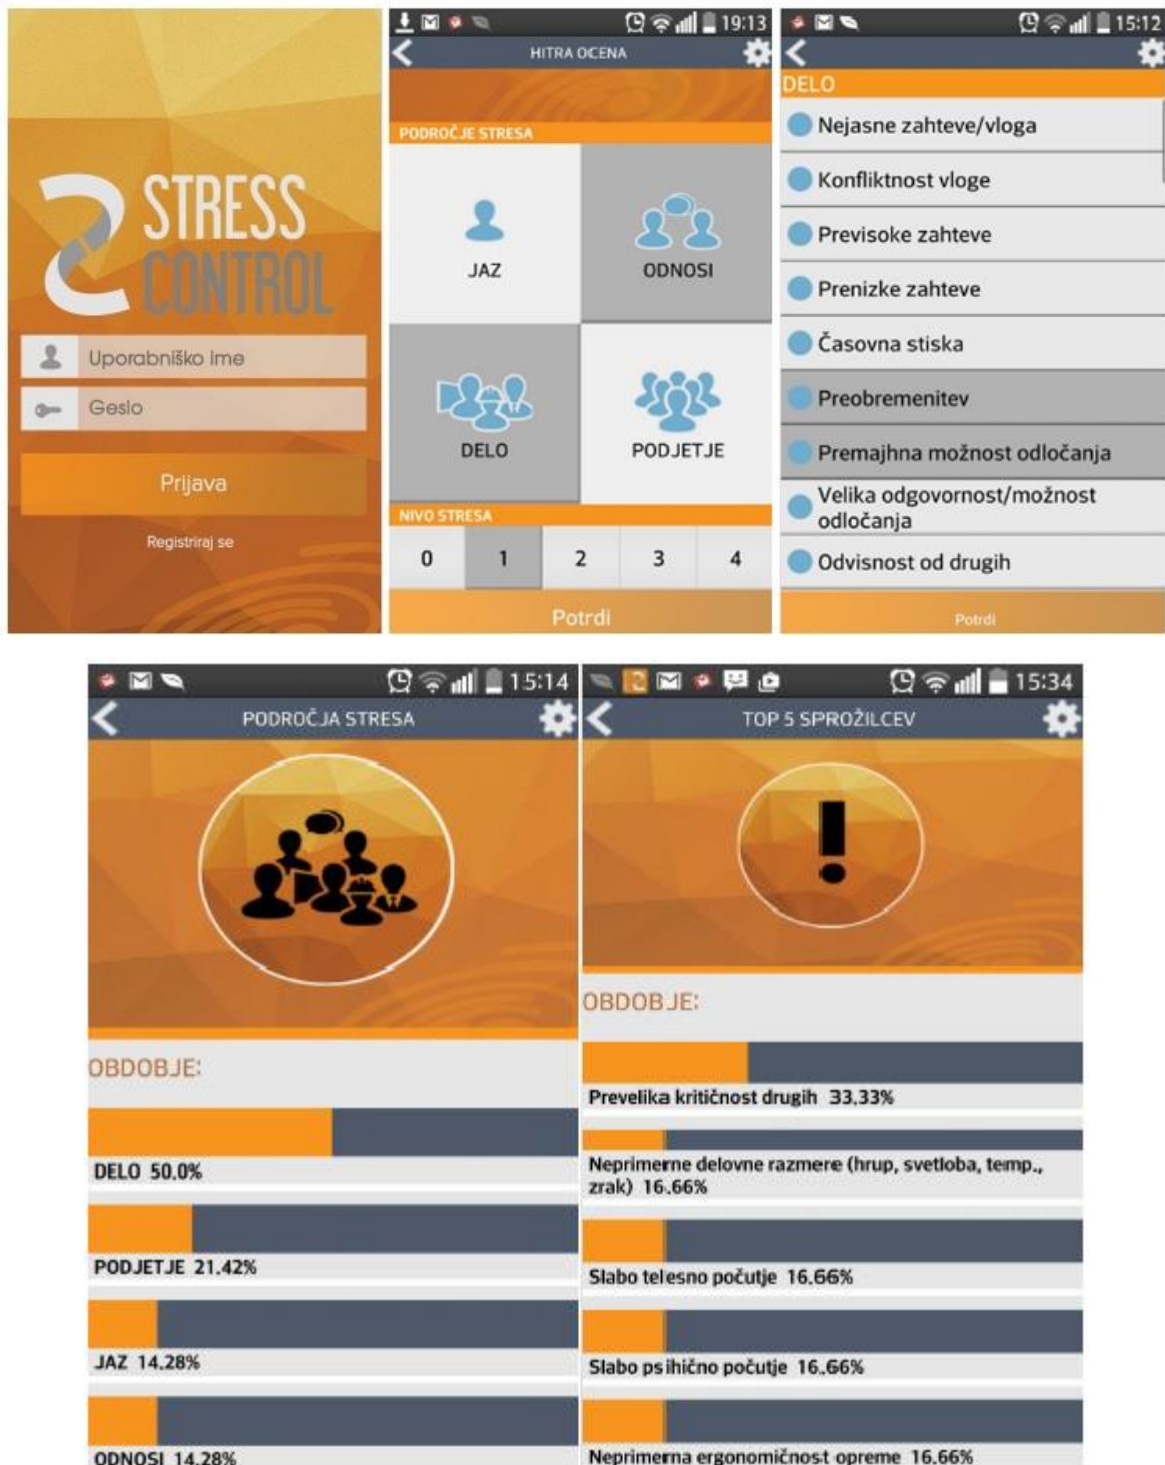 STRESS
CONTROL
Uporabniško ime
Geslo
Prijava
Registriraj se
19:13
HITRA OCENA
PODROČJE STRESA
JAZ
ODNOSI
DELO
PODJETJE
NIVO STRESA
0 1 2 3 4
Potrdi
15:12
DELO
Nejasne zahteve/vloga
Konfliktnost vloge
Previsoke zahteve
Prenizke zahteve
Časovna stiska
Preobremenitev
Premajhna možnost odločanja
Velika odgovornost/možnost
odločanja
Odvisnost od drugih
Potrdi
15:14
PODROČJA STRESA
OBDOBJE:
DELO 50.0%
PODJETJE 21.42%
JAZ 14.28%
ODNOSI 14.28%
15:34
TOP 5 SPROŽILCEV
OBDOBJE:
Prevelika kritičnost drugih 33,33%
Neprimerne delovne razmere (hrup, svetloba, temp.,
zrak) 16.66%
Slabo telesno počutje 16.66%
Slabo psihično počutje 16.66%
Neprimerna ergonomičnost opreme 16.66%